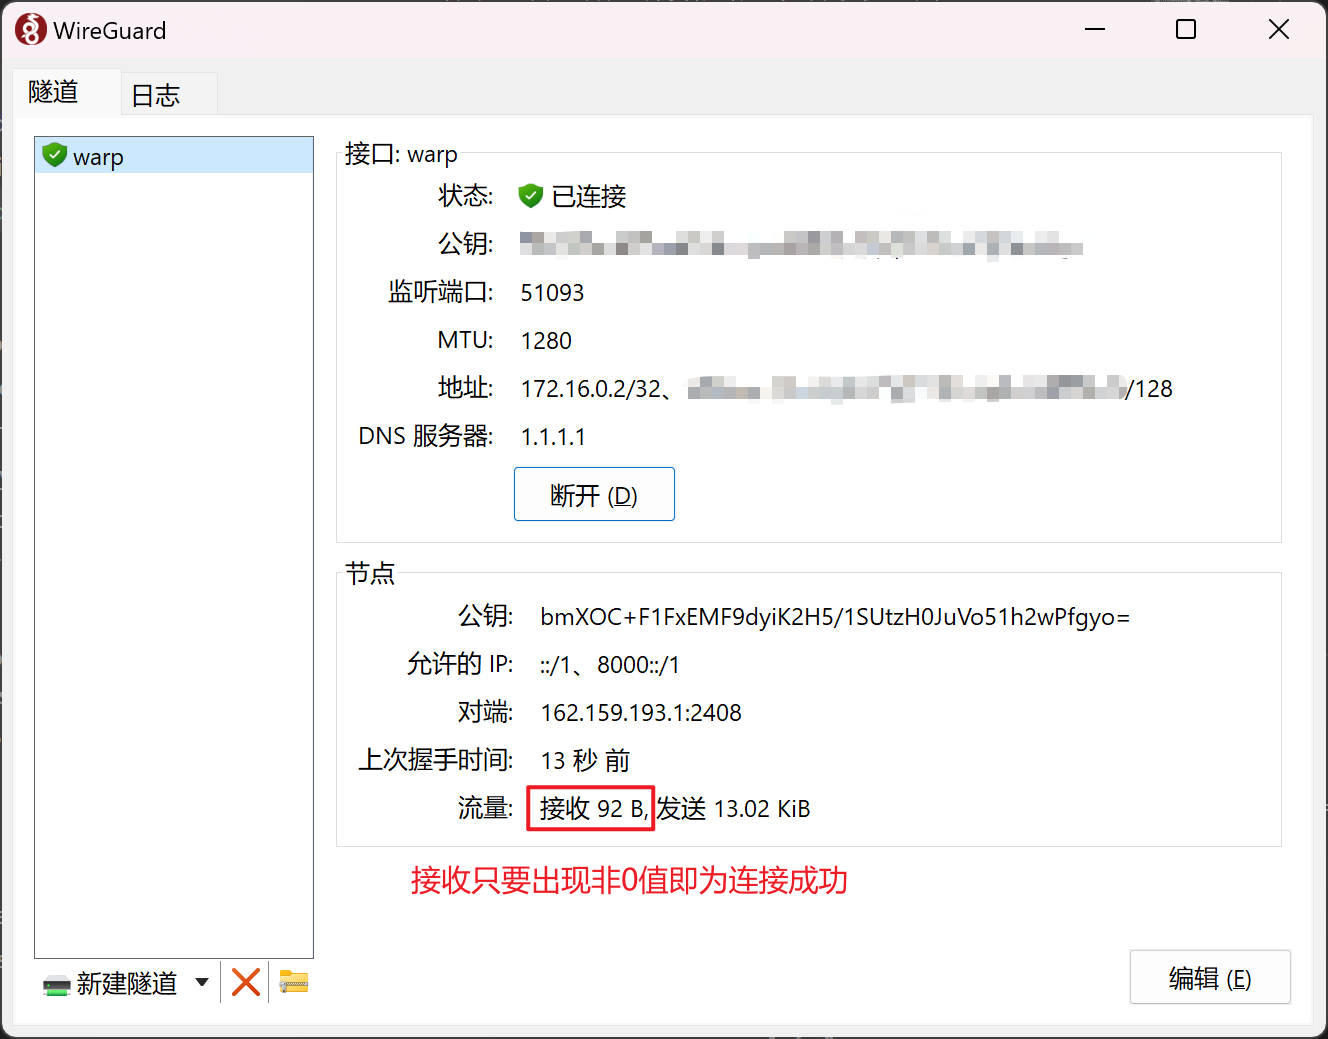 WireGuard
隧道
日志
warp
接口: warp
状态: 已连接
公钥:
监听端口: 51093
MTU: 1280
地址: 172.16.0.2/32、 /128
DNS 服务器: 1.1.1.1
断开 (D)
节点
公钥: bmXOC+F1FxEMF9dyiK2H5/1SUtzH0JuVo51h2wPfgyo=
允许的 IP: ::/1、8000::/1
对端: 162.159.193.1:2408
上次握手时间: 13 秒 前
流量: 接收 92 B, 发送 13.02 KiB
接收只要出现非0值即为连接成功
新建隧道
编辑 (E)